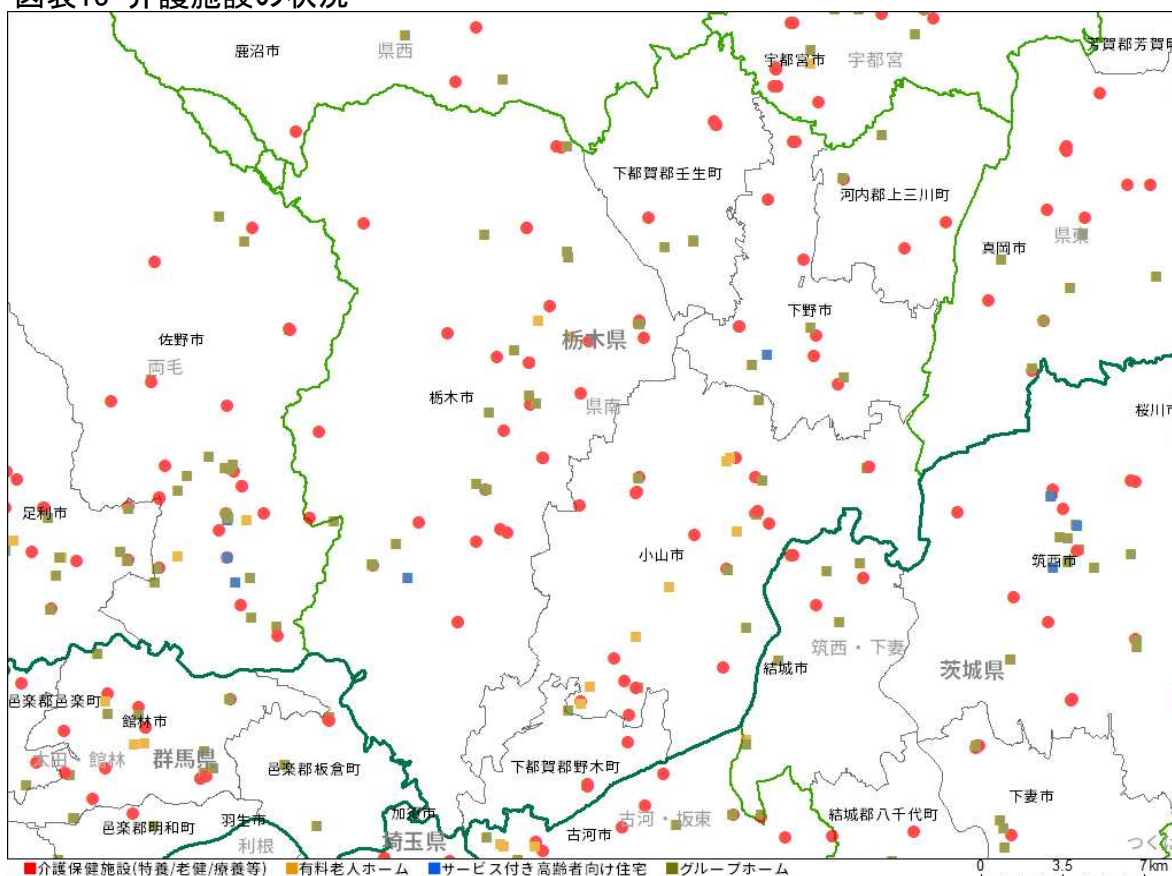 図表10 介護施設の状況
鹿沼市
県西
宇都宮市
宇都宮
芳賀郡芳賀町
下都賀郡壬生町
河内郡上三川町
県東
真岡市
下野市
佐野市
両毛
栃木県
栃木市
県南
桜川市
足利市
小山市
筑西市
筑西・下妻
結城市
茨城県
邑楽郡邑楽町
館林市
太田・館林
群馬県
邑楽郡板倉町
下都賀郡野木町
下妻市
邑楽郡明和町
羽生市
加須市
利根
埼玉県
古河市
古河・坂東
結城郡八千代町
つく
介護保健施設(特養/老健/療養等)
有料老人ホーム
サービス付き高齢者向け住宅
グループホーム
0 3.5 7km